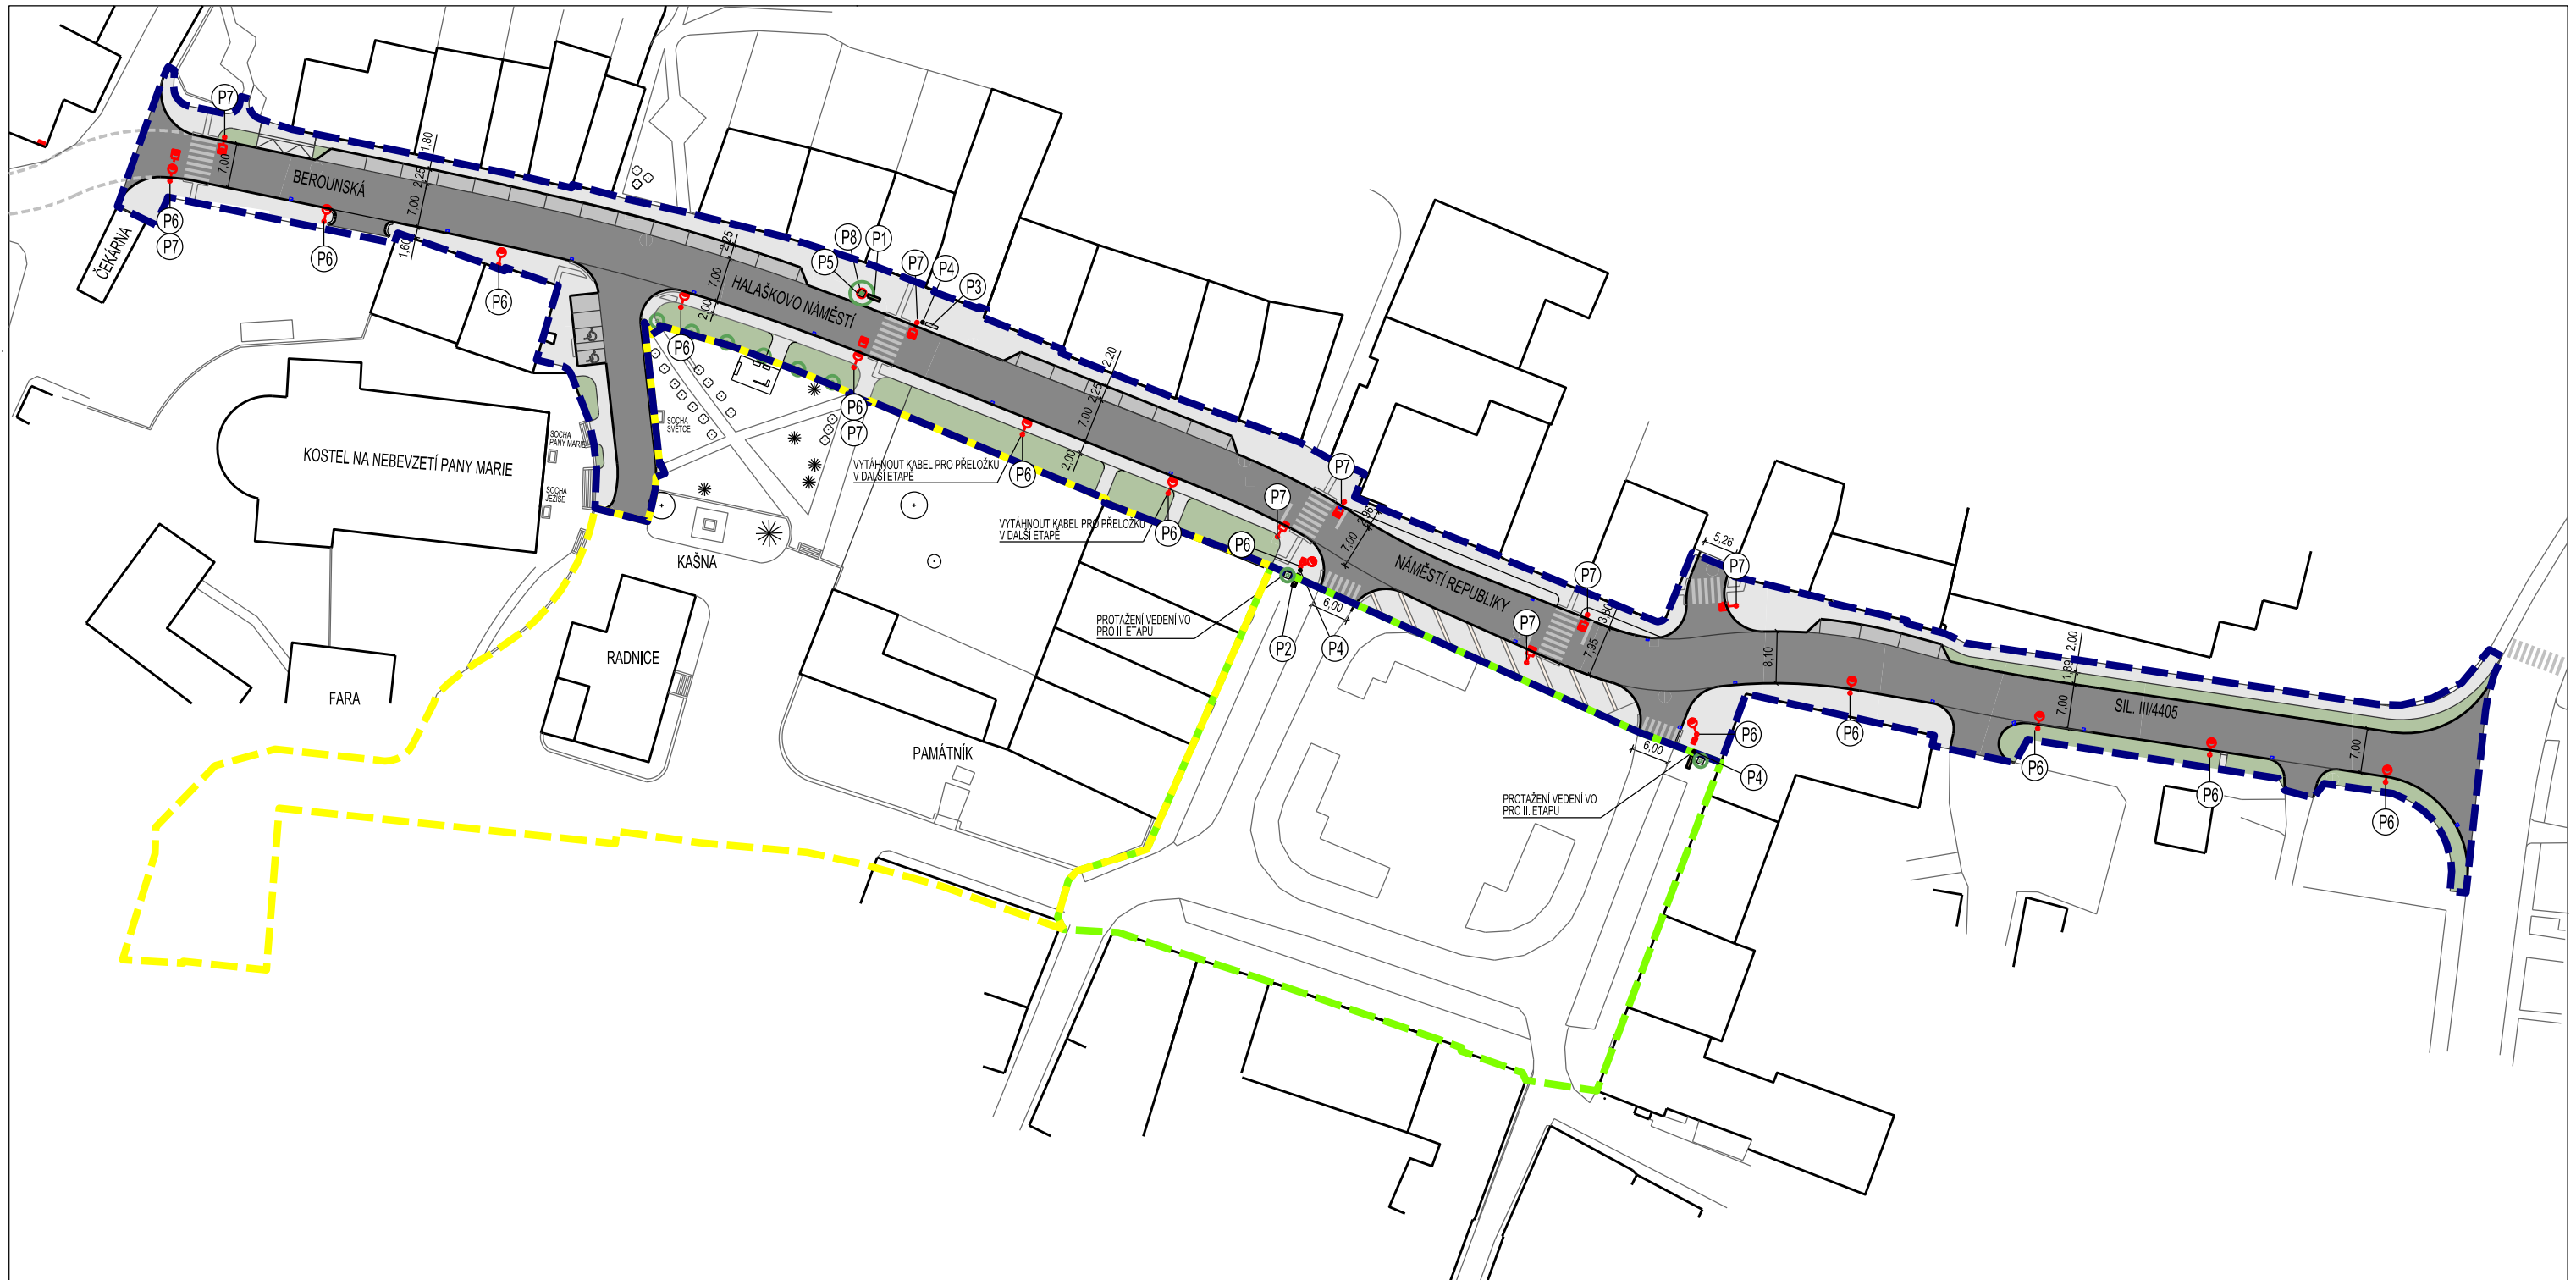 P7
1,80
7,00
BEROUNSKÁ
2,25
7,00
P6
P7
ČEKÁRNA
P6
1,60
P6
2,25
7,00
2,00
HALAŠKOVO NÁMĚSTÍ
P8
P1
P5
P7
P4
P3
P6
P6
P7
2,20
2,25
7,00
2,00
SOCHA
SVĚTCE
SOCHA
PANY MARIE
SOCHA
JEŽÍŠE
KOSTEL NA NEBEVZETÍ PANY MARIE
VYTÁHNOUT KABEL PRO PŘELOŽKU
V DALŠÍ ETAPĚ
P6
VYTÁHNOUT KABEL PRO PŘELOŽKU
V DALŠÍ ETAPĚ
P6
P7
P7
7,00
P6
KAŠNA
NÁMĚSTÍ REPUBLIKY
5,26
P7
P7
3,80
7,95
P7
PROTAŽENÍ VEDENÍ VO
PRO II. ETAPU
6,00
P2
P4
RADNICE
FARA
PAMÁTNÍK
8,10
P6
6,00
P6
P4
PROTAŽENÍ VEDENÍ VO
PRO II. ETAPU
2,00
1,89
7,00
SIL. III/4405
7,00
P6
P6
P6